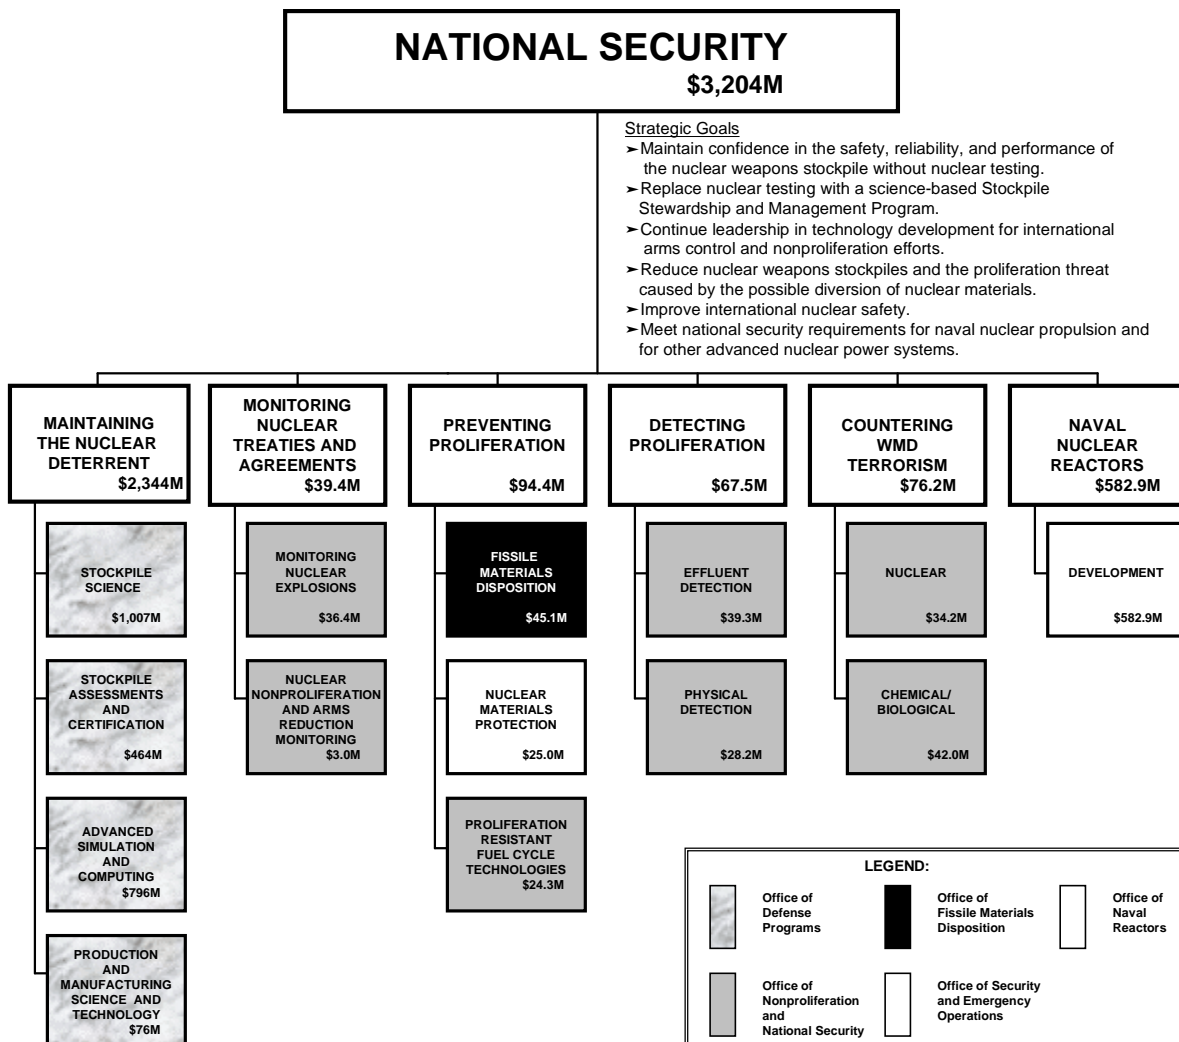 NATIONAL SECURITY
$3,204M
Strategic Goals
➢Maintain confidence in the safety, reliability, and performance of
the nuclear weapons stockpile without nuclear testing.
➢Replace nuclear testing with a science-based Stockpile
Stewardship and Management Program.
➢Continue leadership in technology development for international
arms control and nonproliferation efforts.
➢Reduce nuclear weapons stockpiles and the proliferation threat
caused by the possible diversion of nuclear materials.
➢Improve international nuclear safety.
➢Meet national security requirements for naval nuclear propulsion and
for other advanced nuclear power systems.
MAINTAINING
THE NUCLEAR
DETERRENT
$2,344M
STOCKPILE
SCIENCE
$1,007M
STOCKPILE
ASSESSMENTS
AND
CERTIFICATION
$464M
ADVANCED
SIMULATION
AND
COMPUTING
$796M
PRODUCTION
AND
MANUFACTURING
SCIENCE AND
TECHNOLOGY
$76M
MONITORING
NUCLEAR
TREATIES AND
AGREEMENTS
$39.4M
MONITORING
NUCLEAR
EXPLOSIONS
$36.4M
NUCLEAR
NONPROLIFERATION
AND ARMS
REDUCTION
MONITORING
$3.0M
PREVENTING
PROLIFERATION
$94.4M
FISSILE
MATERIALS
DISPOSITION
$45.1M
NUCLEAR
MATERIALS
PROTECTION
$25.0M
PROLIFERATION
RESISTANT
FUEL CYCLE
TECHNOLOGIES
$24.3M
DETECTING
PROLIFERATION
$67.5M
EFFLUENT
DETECTION
$39.3M
PHYSICAL
DETECTION
$28.2M
COUNTERING
WMD
TERRORISM
$76.2M
NUCLEAR
$34.2M
CHEMICAL/
BIOLOGICAL
$42.0M
NAVAL
NUCLEAR
REACTORS
$582.9M
DEVELOPMENT
$582.9M
LEGEND:
Office of
Defense
Programs
Office of
Fissile Materials
Disposition
Office of
Naval
Reactors
Office of
Nonproliferation
and
National Security
Office of Security
and Emergency
Operations